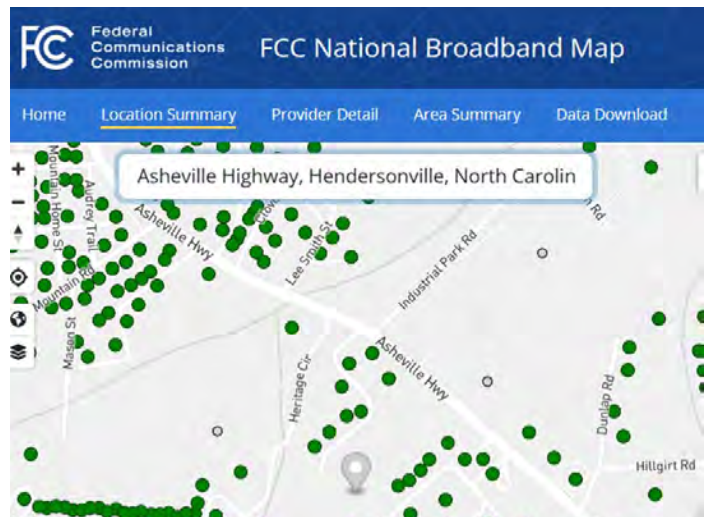 FC Federal
Communications
Commission
FCC National Broadband Map
Home Location Summary Provider Detail Area Summary Data Download
Asheville Highway, Hendersonville, North Carolin
Mountain Home St
Audrey Trail
Asheville Hwy
Lee Smith St
Industrial Park Rd
Rd
Mountain Rd
Mason St
Heritage Cir
Asheville Hwy
Dunlap Rd
Hillgirt Rd